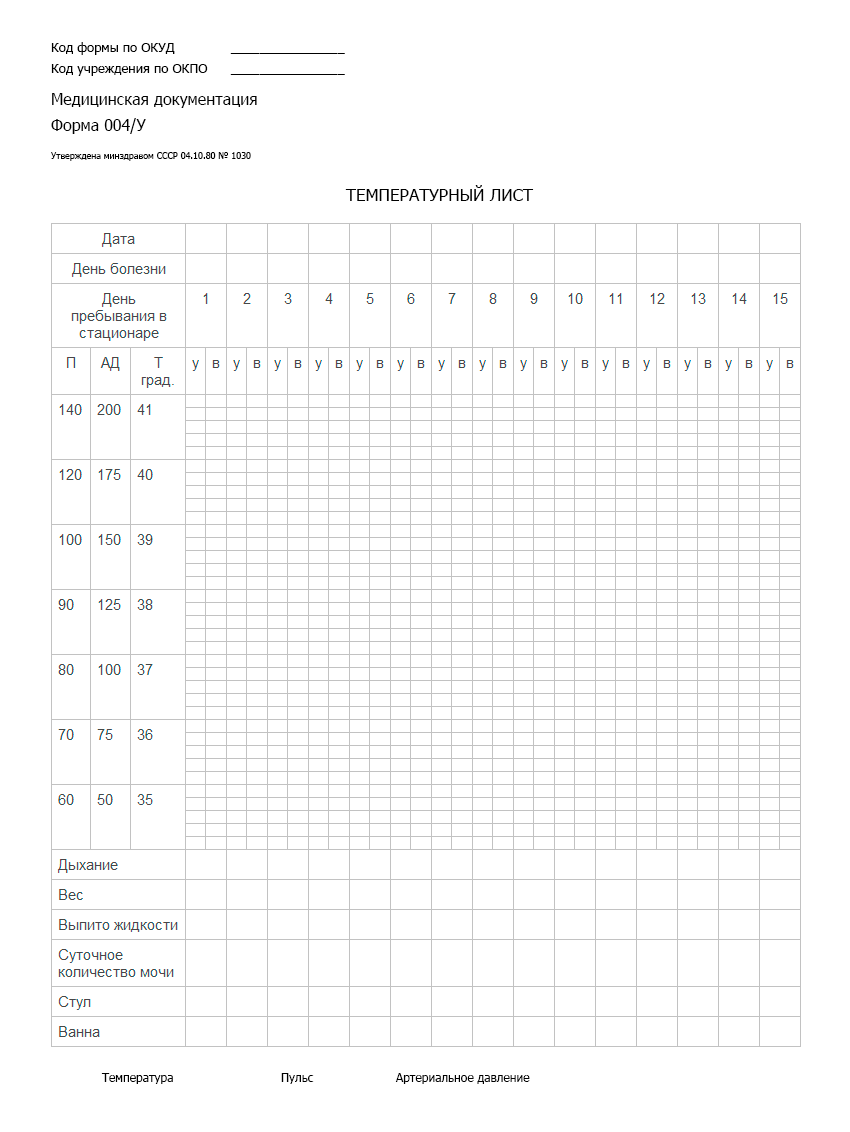 Код формы по ОКУД ________________
Код учреждения по ОКПО ________________
Медицинская документация
Форма 004/У
Утверждена минздравом СССР 04.10.80 № 1030
ТЕМПЕРАТУРНЫЙ ЛИСТ
Дата
День болезни
День
пребывания в
стационаре
1 2 3 4 5 6 7 8 9 10 11 12 13 14 15
П АД Т
град.
у в у в у в у в у в у в у в у в у в у в у в у в у в у в у в
140 200 41
120 175 40
100 150 39
90 125 38
80 100 37
70 75 36
60 50 35
Дыхание
Вес
Выпито жидкости
Суточное
количество мочи
Стул
Ванна
Температура Пульс Артериальное давление